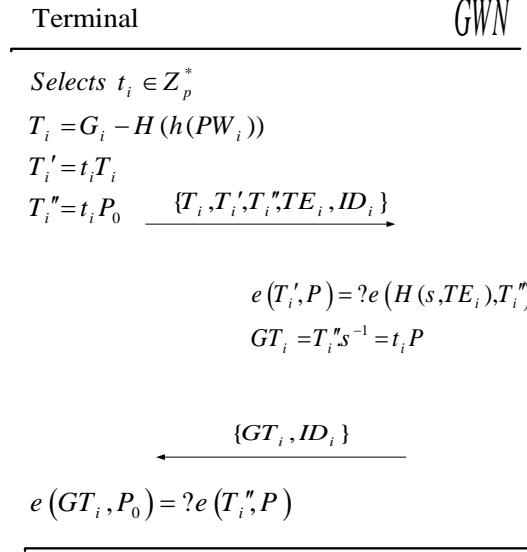 Terminal GWN
Selects t_i ∈ Z_p^*
T_i = G_i − H(h(PW_i))
T_i' = t_i T_i
T_i'' = t_i P_0 {T_i, T_i', T_i'', TE_i, ID_i}
e(T_i', P) = ?e(H(s, TE_i), T_i'')
GT_i = T_i''.s^{-1} = t_i P
{GT_i, ID_i}
e(GT_i, P_0) = ?e(T_i'', P)